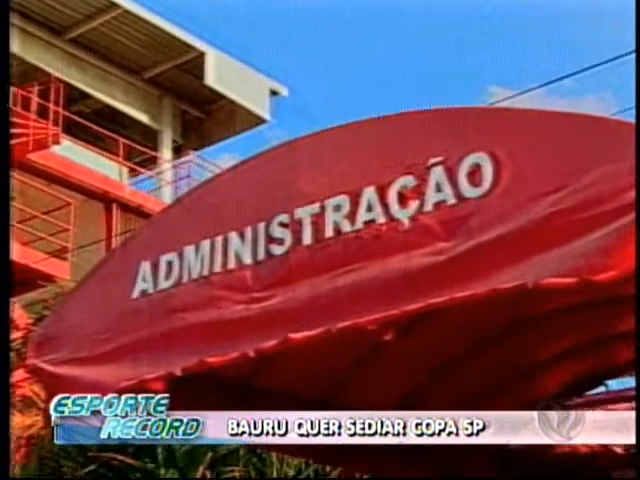 ADMINISTRAÇÃO
ESPORTE
RECORD
BAURU QUER SEDIAR COPA SP